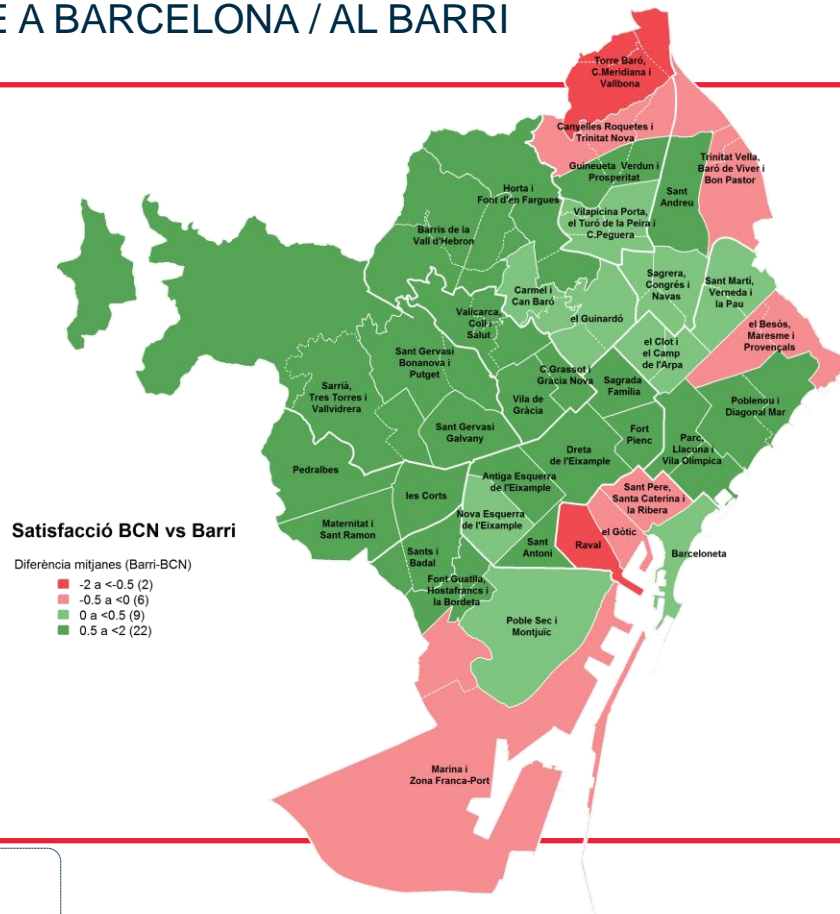 E A BARCELONA / AL BARRI
Torre Baró,
C.Meridiana i
Vallbona
Canyelles Roquetes i
Trinitat Nova
Guineueta Verdun i
Prosperitat
Trinitat Vella,
Baró de Viver i
Bon Pastor
Sant
Andreu
Horta i
Font d'en Fargues
Vilapicina Porta,
el Turó de la Peira i
C.Peguera
Barris de la
Vall d'Hebron
Sagrera,
Congrés i
Navas
Sant Martí,
Verneda i
la Pau
Carmel i
Can Baró
Vallcarca,
Coll i
Salut
el Guinardó
el Besòs,
Maresme i
Provençals
el Clot i
el Camp
de l'Arpa
Sant Gervasi
Bonanova i
Putget
C.Grassot i
Gràcia Nova
Sagrada
Família
Sarrià,
Tres Torres i
Vallvidrera
Vila de
Gràcia
Poblenou i
Diagonal Mar
Sant Gervasi
Galvany
Fort
Pienc
Parc,
Llacuna i
Vila Olímpica
Dreta
de l'Eixample
Pedralbes
Antiga Esquerra
de l'Eixample
les Corts
Sant Pere,
Santa Caterina i
la Ribera
Nova Esquerra
de l'Eixample
Maternitat i
Sant Ramon
el Gòtic
Sant
Antoni
Raval
Barceloneta
Sants i
Badal
Font Guatlla,
Hostafrancs i
la Bordeta
Poble Sec i
Montjuïc
Marina i
Zona Franca-Port
Satisfacció BCN vs Barri
Diferència mitjanes (Barri-BCN)
-2 a <-0.5 (2)
-0.5 a <0 (6)
0 a <0.5 (9)
0.5 a <2 (22)